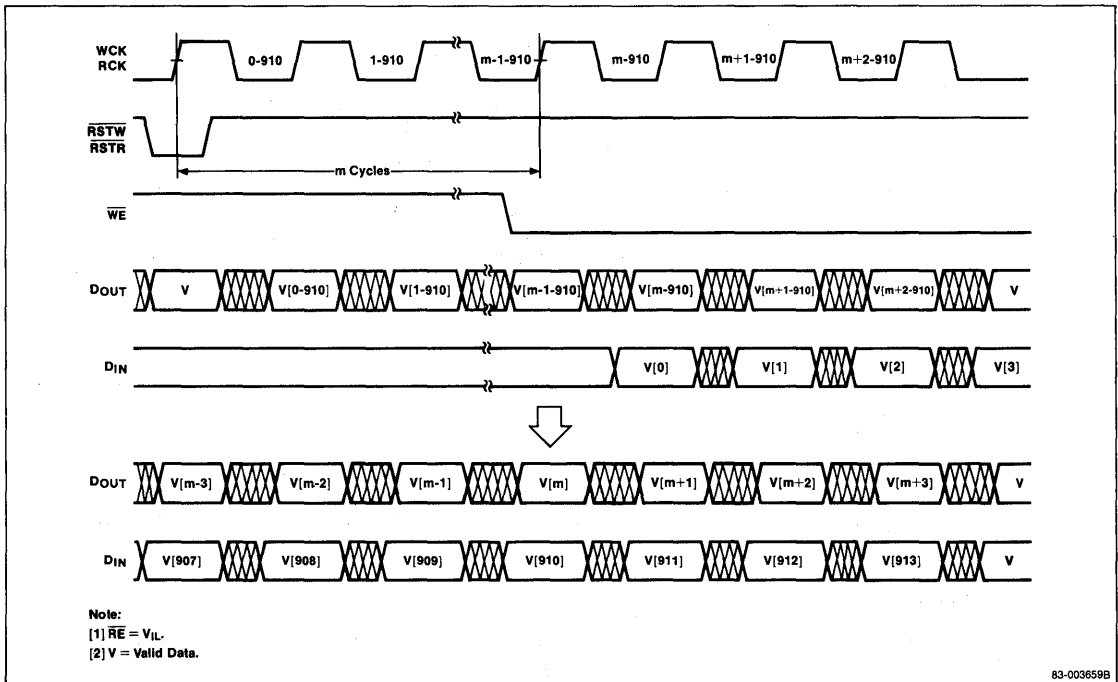 WCK
RCK
0-910 1-910 m-1-910 m-910 m+1-910 m+2-910
RSTW
RSTR
m Cycles
WE
DOUT V V[0-910] V[1-910] V[m-1-910] V[m-910] V[m+1-910] V[m+2-910] V
DIN V[0] V[1] V[2] V[3]
DOUT V[m-3] V[m-2] V[m-1] V[m] V[m+1] V[m+2] V[m+3] V
DIN V[907] V[908] V[909] V[910] V[911] V[912] V[913] V
Note:
[1] RE = VIL.
[2] V = Valid Data.
83-003659B